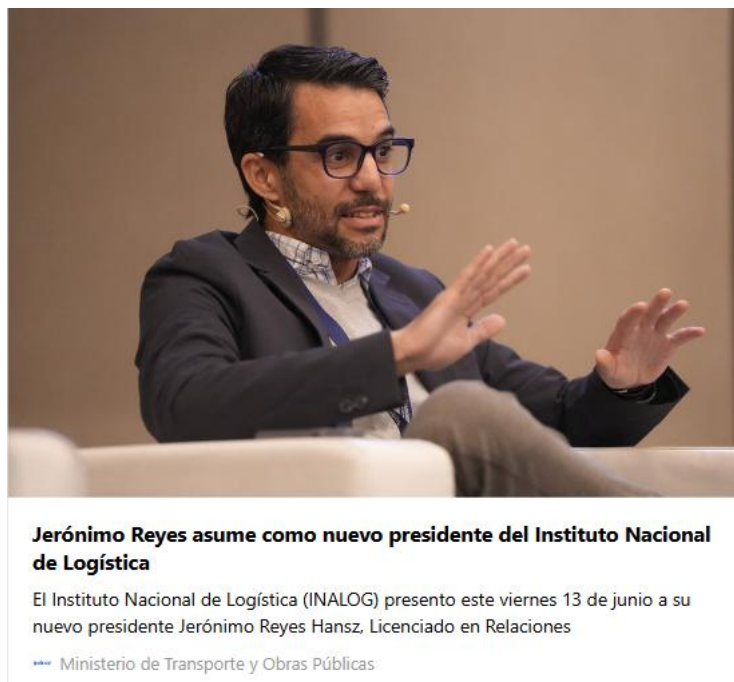 Jerónimo Reyes asume como nuevo presidente del Instituto Nacional
de Logística
El Instituto Nacional de Logística (INALOG) presento este viernes 13 de junio a su
nuevo presidente Jerónimo Reyes Hansz, Licenciado en Relaciones
Ministerio de Transporte y Obras Públicas